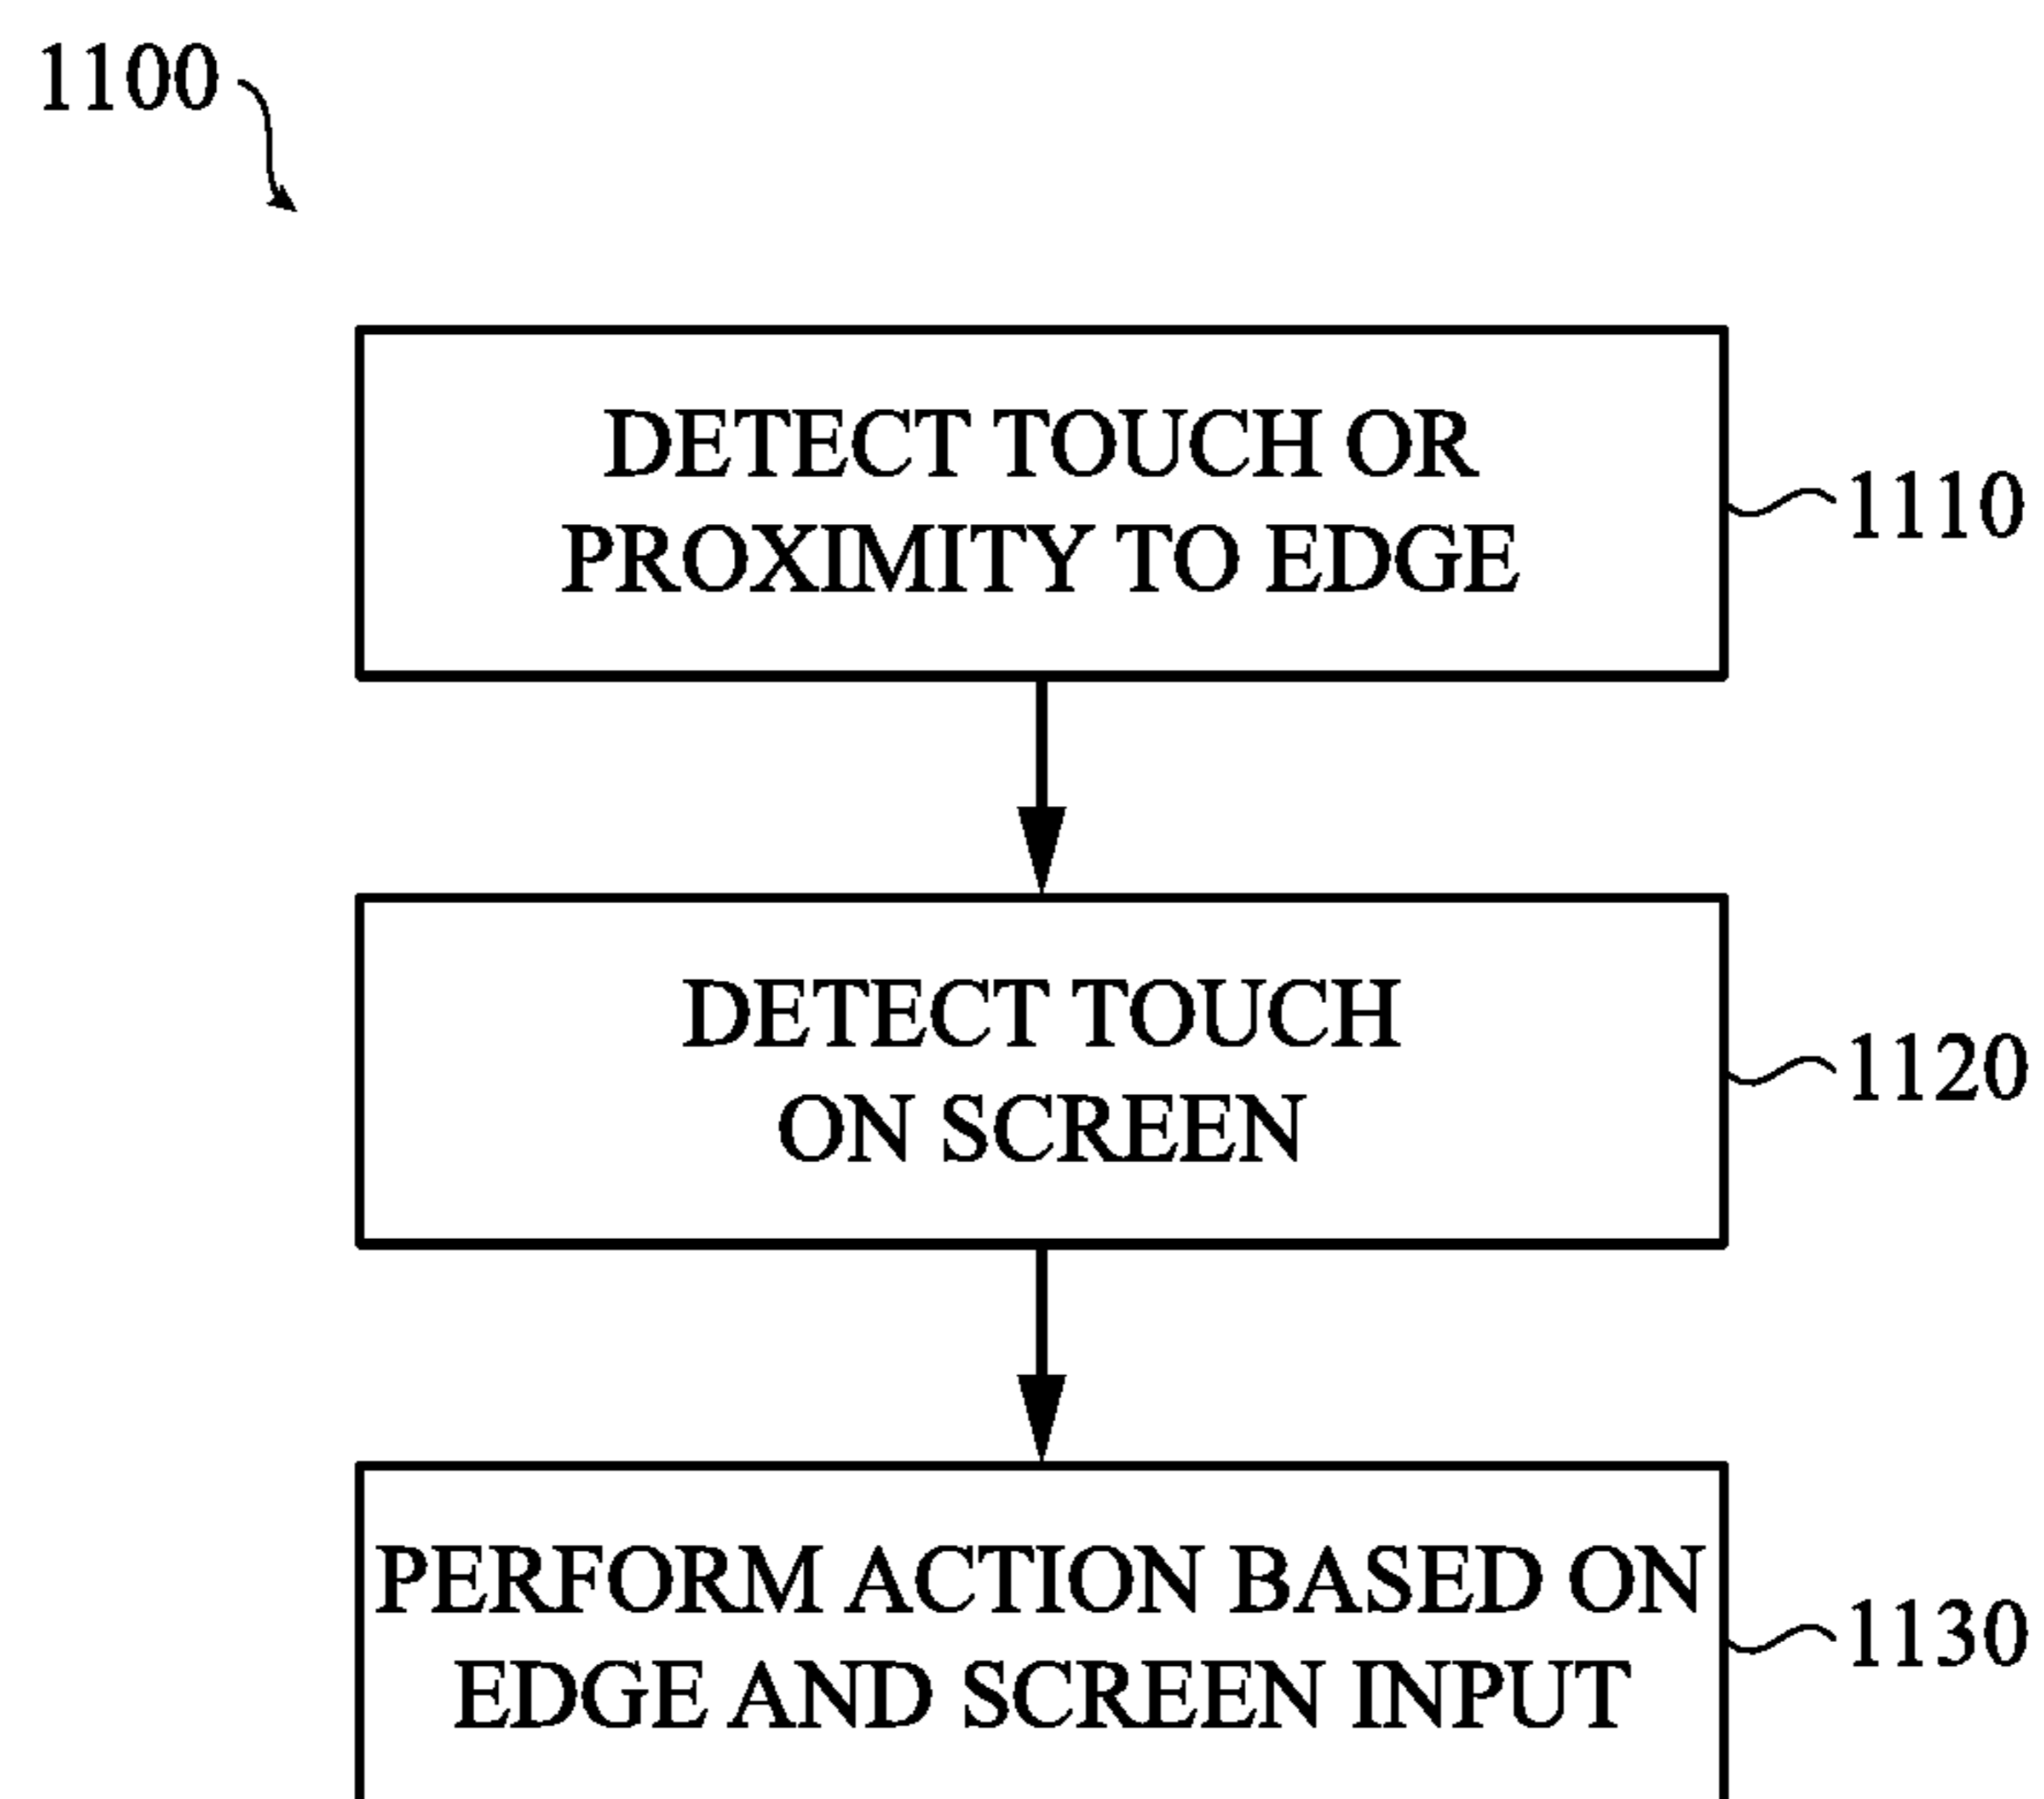 1100
DETECT TOUCH OR
PROXIMITY TO EDGE
1110
DETECT TOUCH
ON SCREEN
1120
PERFORM ACTION BASED ON
EDGE AND SCREEN INPUT
1130